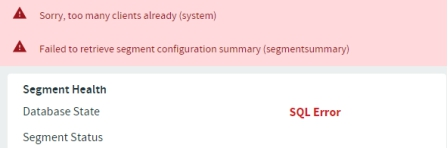 Sorry, too many clients already (system)
Failed to retrieve segment configuration summary (segmentsummary)
Segment Health
Database State SQL Error
Segment Status